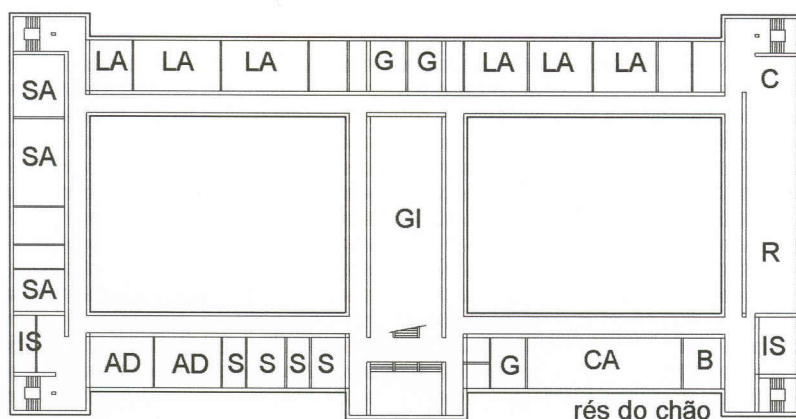 LA LA LA G G LA LA LA
SA
C
SA
GI
R
SA
IS
AD AD S S S S
G CA B
IS
rés do chão